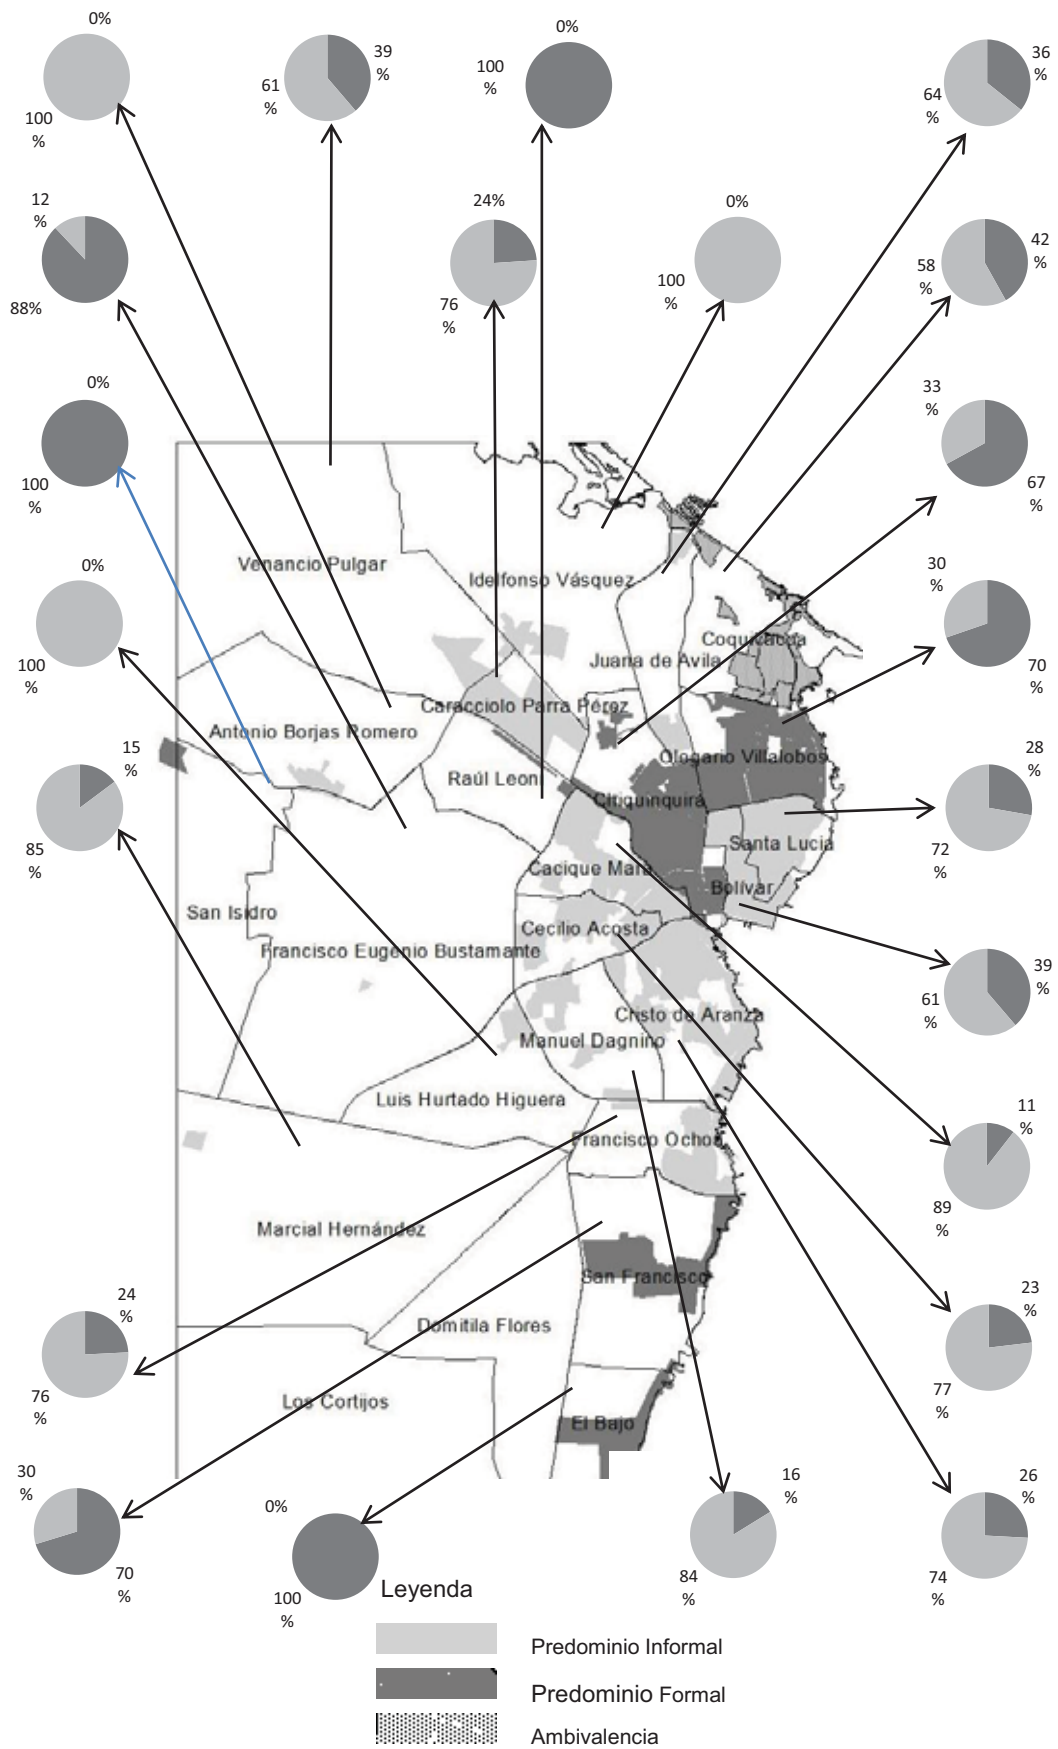 0%
100
%
39
%
61
%
0%
100
%
36
%
64
%
12
%
88%
24%
76
%
0%
100
%
42
%
58
%
0%
100
%
33
%
67
%
0%
100
%
30
%
70
%
15
%
85
%
28
%
72
%
39
%
61
%
11
%
89
%
24
%
76
%
23
%
77
%
30
%
70
%
0%
100
%
16
%
84
%
26
%
74
%
Venancio Pulgar
Idelfonso Vásquez
Coquivacoa
Juana de Avila
Caracciolo Parra Pérez
Antonio Borjas Romero
Ologario Villalobos
Raúl Leoni
Chiquinquirá
Santa Lucia
Cacique Mara
Bolívar
San Isidro
Cecilio Acosta
Francisco Eugenio Bustamante
Cristo de Aranza
Manuel Dagnino
Luis Hurtado Higuera
Francisco Ochoa
Marcial Hernández
San Francisco
Domitila Flores
Los Cortijos
El Bajo
Leyenda
Predominio Informal
Predominio Formal
Ambivalencia